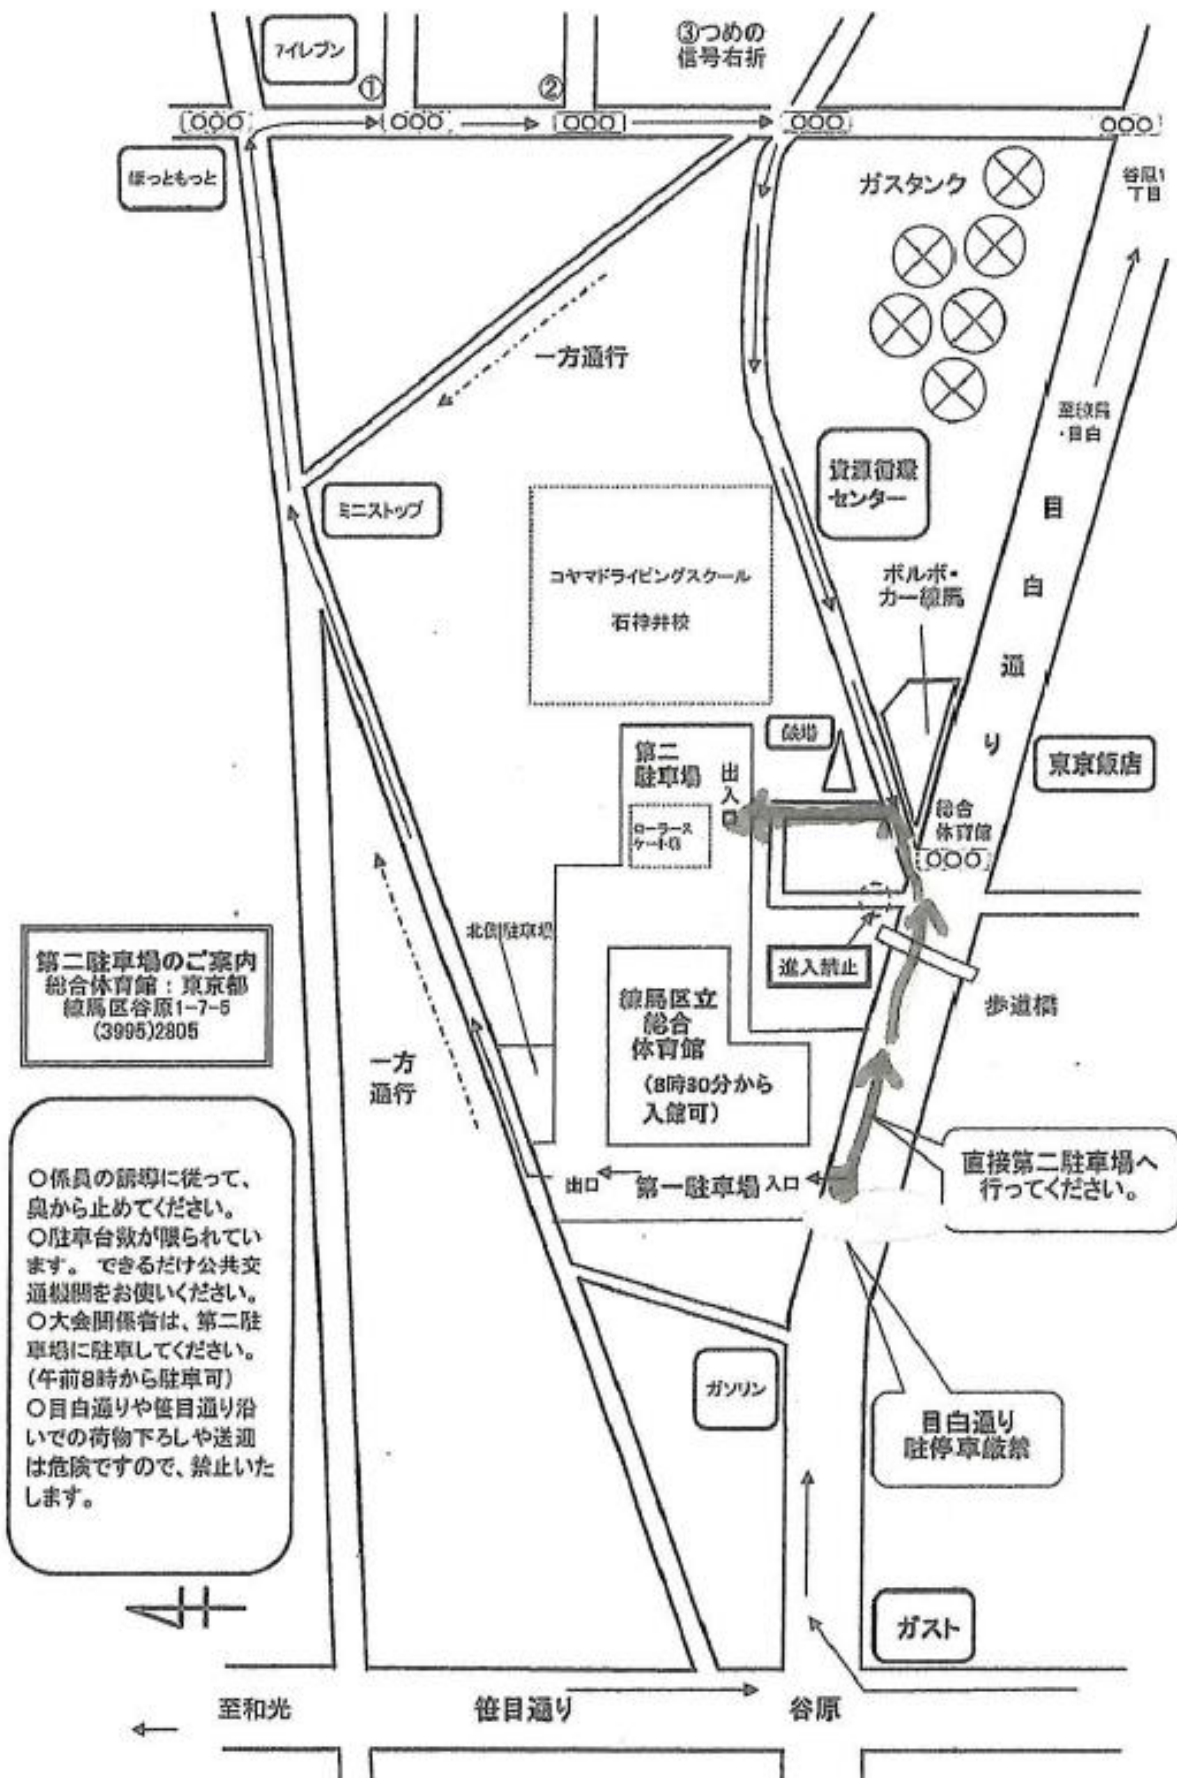 7イレブン
①
②
③つめの
信号右折
ほっともっと
ガスタンク
谷原1
丁目
一方通行
至練馬
・目白
資源循環
センター
ミニストップ
目白通り
コヤマドライビングスクール
石神井校
ボルボ・
カー練馬
鉄塔
第二
駐車場
出入口
東京飯店
ローラース
ケート場
総合
体育館
北側駐車場
進入禁止
歩道橋
第二駐車場のご案内
総合体育館:東京都
練馬区谷原1-7-5
(3995)2805
練馬区立
総合
体育館
(8時30分から
入館可)
一方
通行
直接第二駐車場へ
行ってください。
出口
第一駐車場
入口
○係員の誘導に従って、
奥から止めてください。
○駐車台数が限られてい
ます。 できるだけ公共交
通機関をお使いください。
○大会関係者は、第二駐
車場に駐車してください。
(午前8時から駐車可)
○目白通りや笹目通り沿
いでの荷物下ろしや送迎
は危険ですので、禁止いた
します。
ガソリン
目白通り
駐停車厳禁
ガスト
至和光
笹目通り
谷原